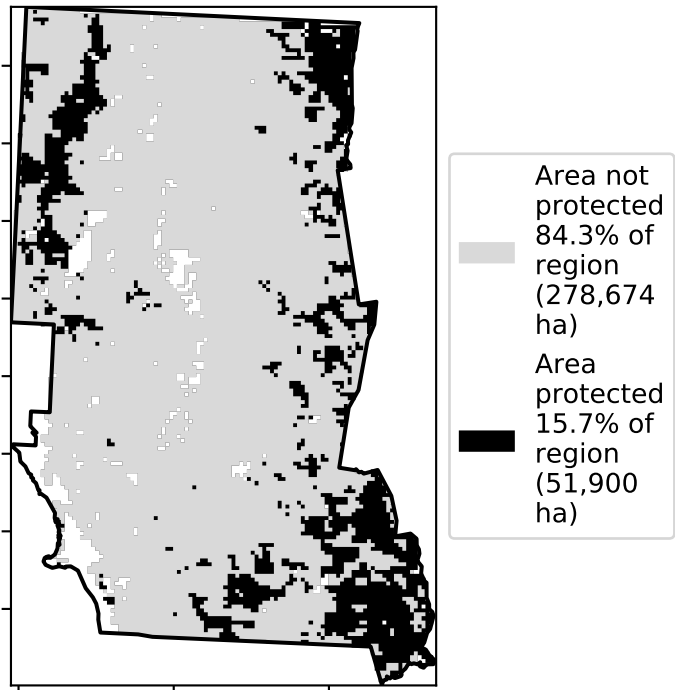 Area not
protected
84.3% of
region
(278,674
ha)
Area
protected
15.7% of
region
(51,900
ha)